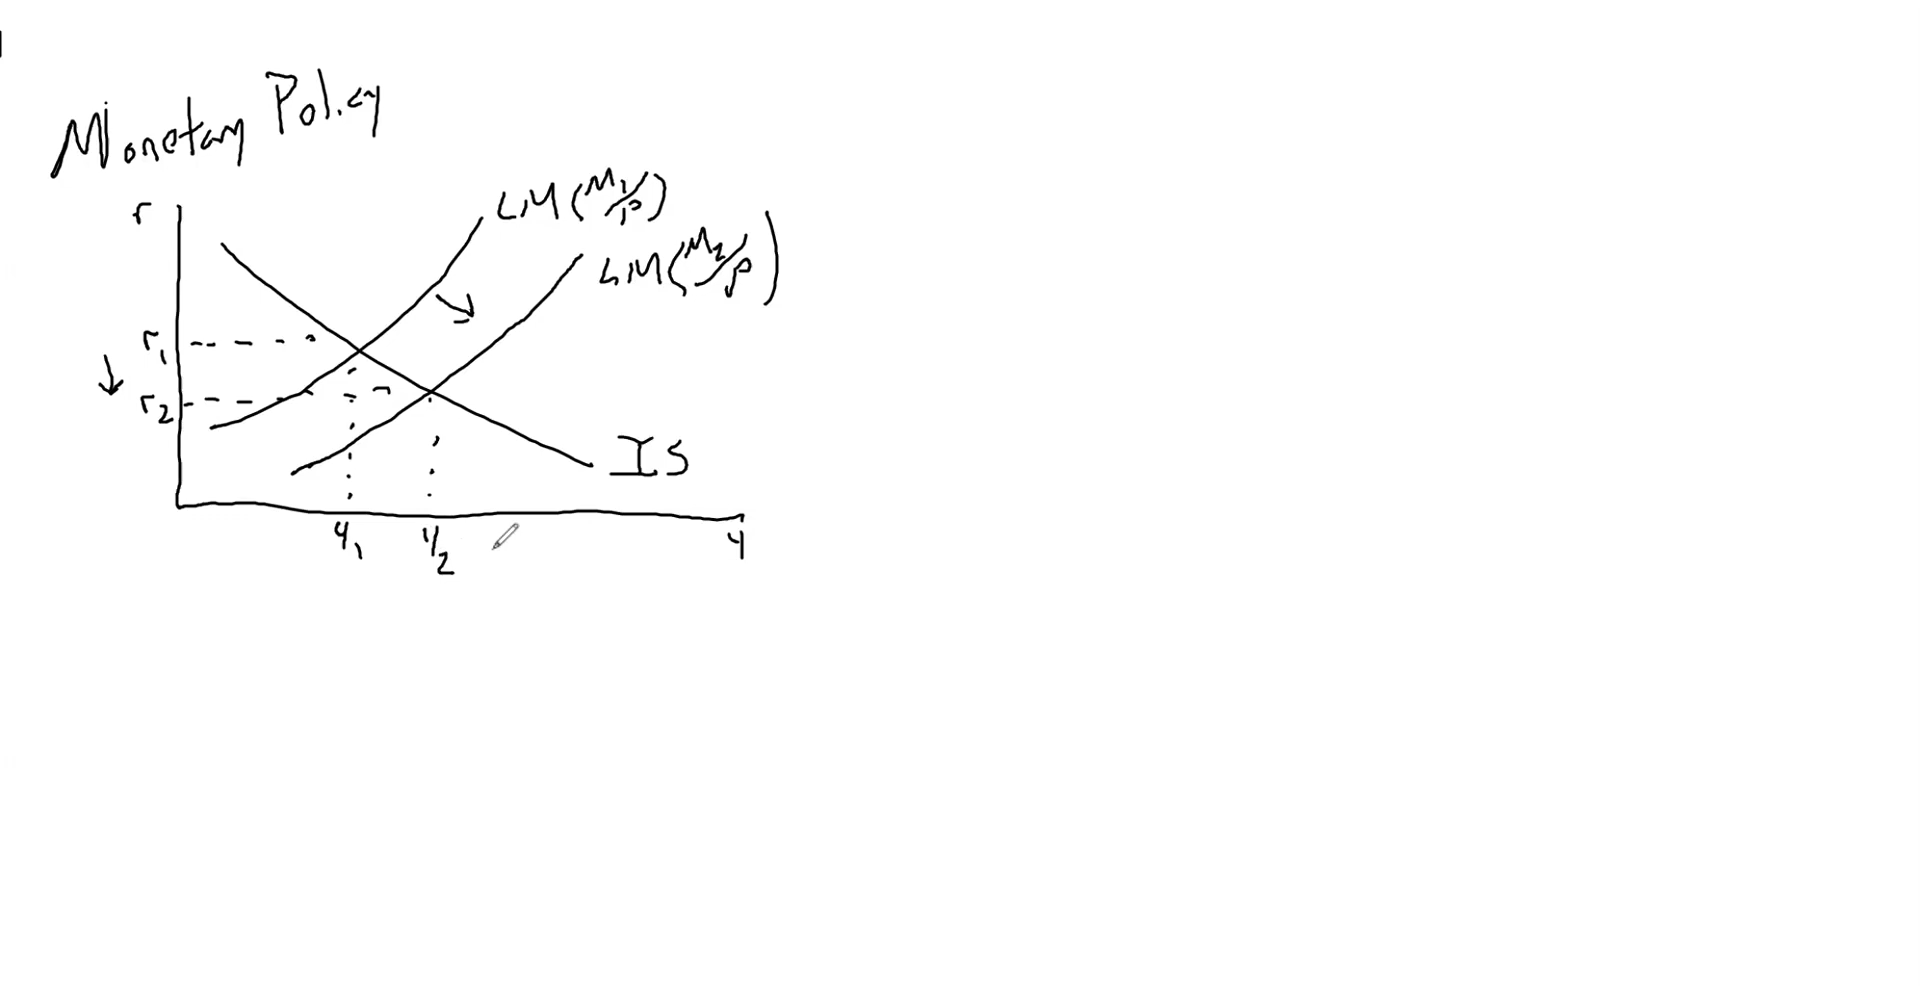 Monetary Policy
r
LM (M1/P)
LM (M2/P)
r1
r2
IS
Y1
Y2
Y